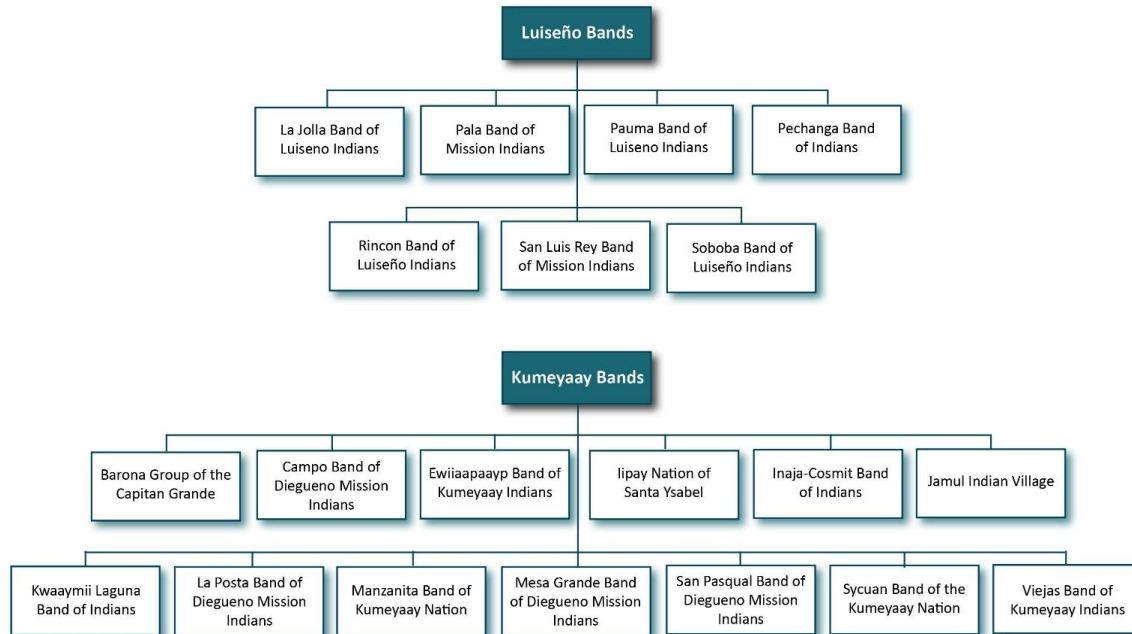 Luiseño Bands
La Jolla Band of
Luiseno Indians
Pala Band of
Mission Indians
Pauma Band of
Luiseno Indians
Pechanga Band
of Indians
Rincon Band of
Luiseño Indians
San Luis Rey Band
of Mission Indians
Soboba Band of
Luiseño Indians
Kumeyaay Bands
Barona Group of the
Capitan Grande
Campo Band of
Diegueno Mission
Indians
Ewiiaapaayp Band of
Kumeyaay Indians
Iipay Nation of
Santa Ysabel
Inaja-Cosmit Band
of Indians
Jamul Indian Village
Kwaaymii Laguna
Band of Indians
La Posta Band of
Diegueno Mission
Indians
Manzanita Band of
Kumeyaay Nation
Mesa Grande Band
of Diegueno Mission
Indians
San Pasqual Band of
Diegueno Mission
Indians
Sycuan Band of the
Kumeyaay Nation
Viejas Band of
Kumeyaay Indians